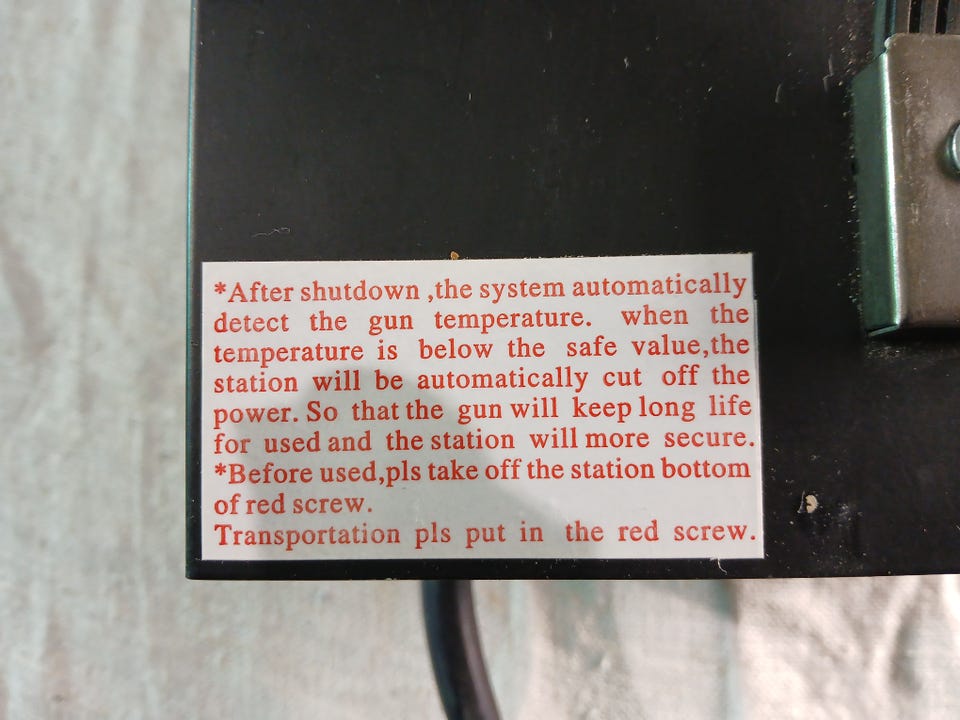 *After shutdown ,the system automatically
detect the gun temperature. when the
temperature is below the safe value,the
station will be automatically cut off the
power. So that the gun will keep long life
for used and the station will more secure.
*Before used,pls take off the station bottom
of red screw.
Transportation pls put in the red screw.